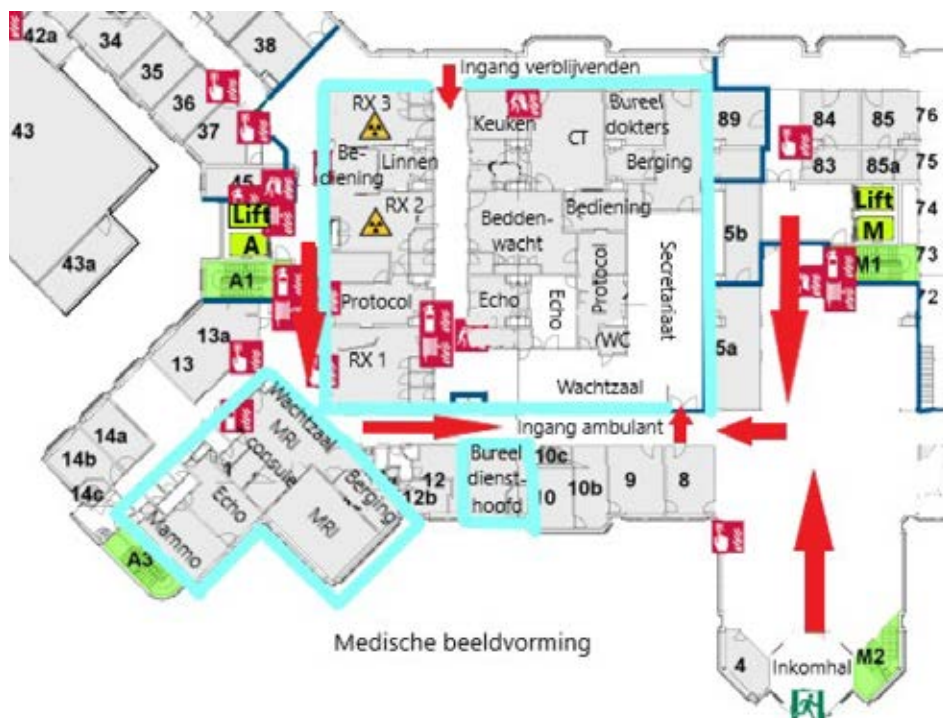 42a
34
38
35
36
37
43
45
43a
Ingang verblijvenden
RX 3
Be-
diening
Linnen
RX 2
Protocol
RX 1
Keuken
CT
Bureel
dokters
Berging
Bediening
Bedden-
wacht
Protocol
Secretariaat
Echo
Echo
(WC
Wachtzaal
89
84
85
76
83
85a
75
74
Lift
M
5b
73
M1
72
5a
Lift
A
A1
13a
13
Ingang ambulant
14a
14b
14c
Wachtzaal
MRI
consulte
Berging
Echo
MRI
Mammo
A3
12
12b
Bureel
dienst-
hoofd
10c
10
10b
9
8
Medische beeldvorming
4
Inkomhal
M2